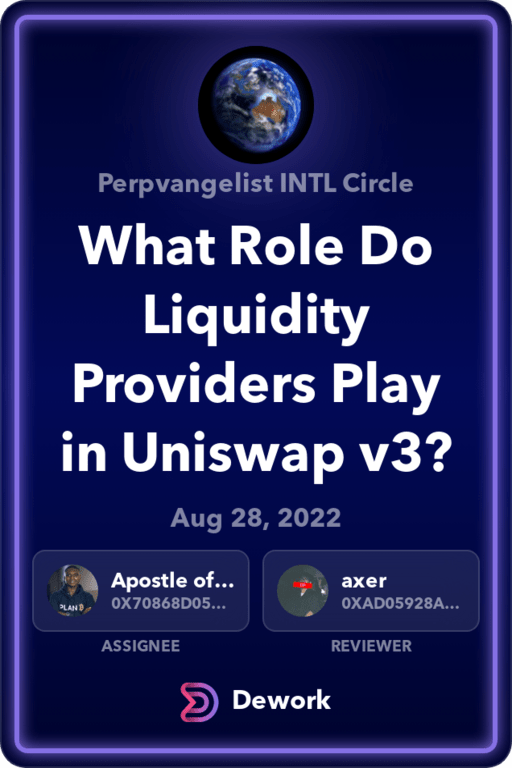 Perpvangelist INTL Circle
What Role Do
Liquidity
Providers Play
in Uniswap v3?
Aug 28, 2022
Apostle of...
0X70868D05...
PLAN B
ASSIGNEE
axer
0XAD05928A...
REVIEWER
Dework